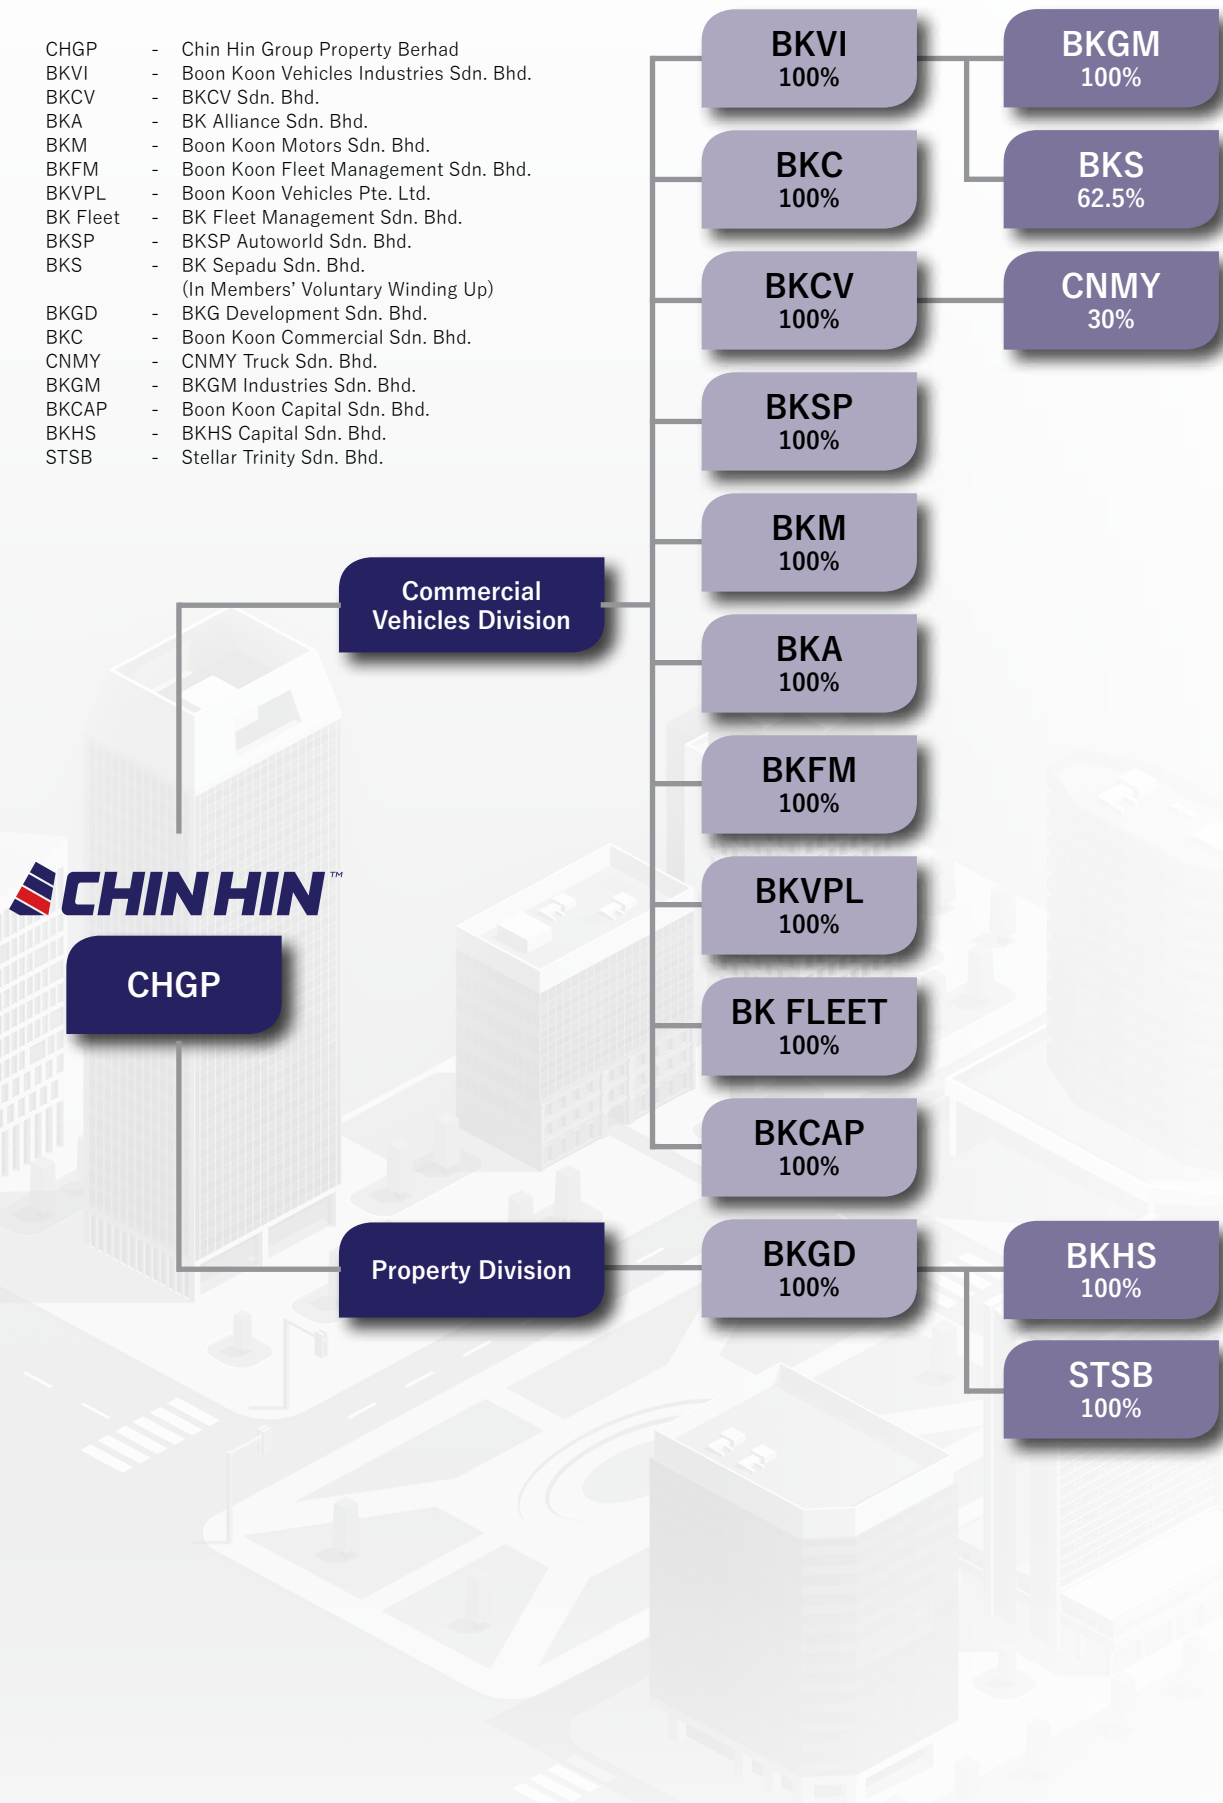 CHGP - Chin Hin Group Property Berhad
BKVI - Boon Koon Vehicles Industries Sdn. Bhd.
BKCV - BKCV Sdn. Bhd.
BKA - BK Alliance Sdn. Bhd.
BKM - Boon Koon Motors Sdn. Bhd.
BKFM - Boon Koon Fleet Management Sdn. Bhd.
BKVPL - Boon Koon Vehicles Pte. Ltd.
BK Fleet - BK Fleet Management Sdn. Bhd.
BKSP - BKSP Autoworld Sdn. Bhd.
BKS - BK Sepadu Sdn. Bhd.
(In Members’ Voluntary Winding Up)
BKGD - BKG Development Sdn. Bhd.
BKC - Boon Koon Commercial Sdn. Bhd.
CNMY - CNMY Truck Sdn. Bhd.
BKGM - BKGM Industries Sdn. Bhd.
BKCAP - Boon Koon Capital Sdn. Bhd.
BKHS - BKHS Capital Sdn. Bhd.
STSB - Stellar Trinity Sdn. Bhd.
CHIN HIN™
CHGP
Commercial
Vehicles Division
BKVI
100%
BKGM
100%
BKS
62.5%
BKC
100%
BKCV
100%
CNMY
30%
BKSP
100%
BKM
100%
BKA
100%
BKFM
100%
BKVPL
100%
BK FLEET
100%
BKCAP
100%
Property Division
BKGD
100%
BKHS
100%
STSB
100%